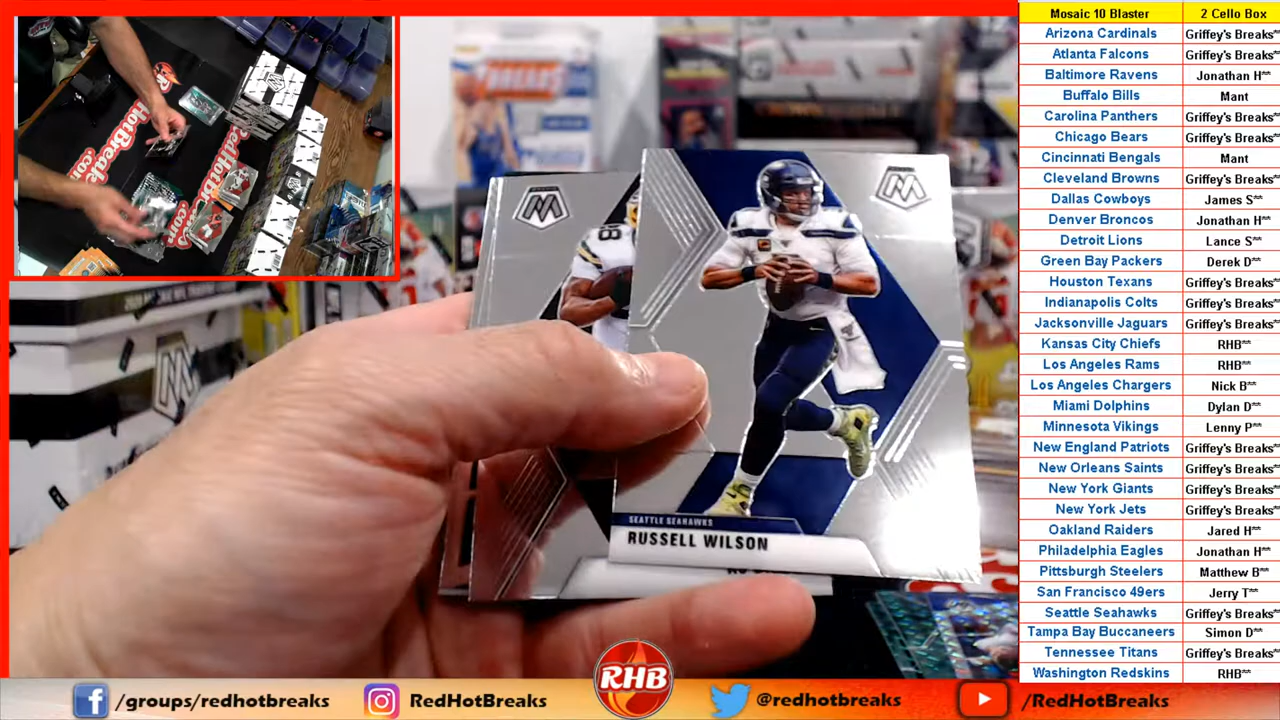 Mosaic 10 Blaster 2 Cello Box
Arizona Cardinals Griffey's Breaks**
Atlanta Falcons Griffey's Breaks**
Baltimore Ravens Jonathan H**
Buffalo Bills Mant
Carolina Panthers Griffey's Breaks**
Chicago Bears Griffey's Breaks**
Cincinnati Bengals Mant
Cleveland Browns Griffey's Breaks**
Dallas Cowboys James S**
Denver Broncos Jonathan H**
Detroit Lions Lance S**
Green Bay Packers Derek D**
Houston Texans Griffey's Breaks**
Indianapolis Colts Griffey's Breaks**
Jacksonville Jaguars Griffey's Breaks**
Kansas City Chiefs RHB**
Los Angeles Rams RHB**
Los Angeles Chargers Nick B**
Miami Dolphins Dylan D**
Minnesota Vikings Lenny P**
New England Patriots Griffey's Breaks**
New Orleans Saints Griffey's Breaks**
New York Giants Griffey's Breaks**
New York Jets Griffey's Breaks**
Oakland Raiders Jared H**
Philadelphia Eagles Jonathan H**
Pittsburgh Steelers Matthew B**
San Francisco 49ers Jerry T**
Seattle Seahawks Griffey's Breaks**
Tampa Bay Buccaneers Simon D**
Tennessee Titans Griffey's Breaks**
Washington Redskins RHB**
THREADS
HotBreaks
.com
RedHotBreaks
.com
M
M
SEATTLE SEAHAWKS
RUSSELL WILSON
/groups/redhotbreaks
RedHotBreaks
RHB
@redhotbreaks
/RedHotBreaks